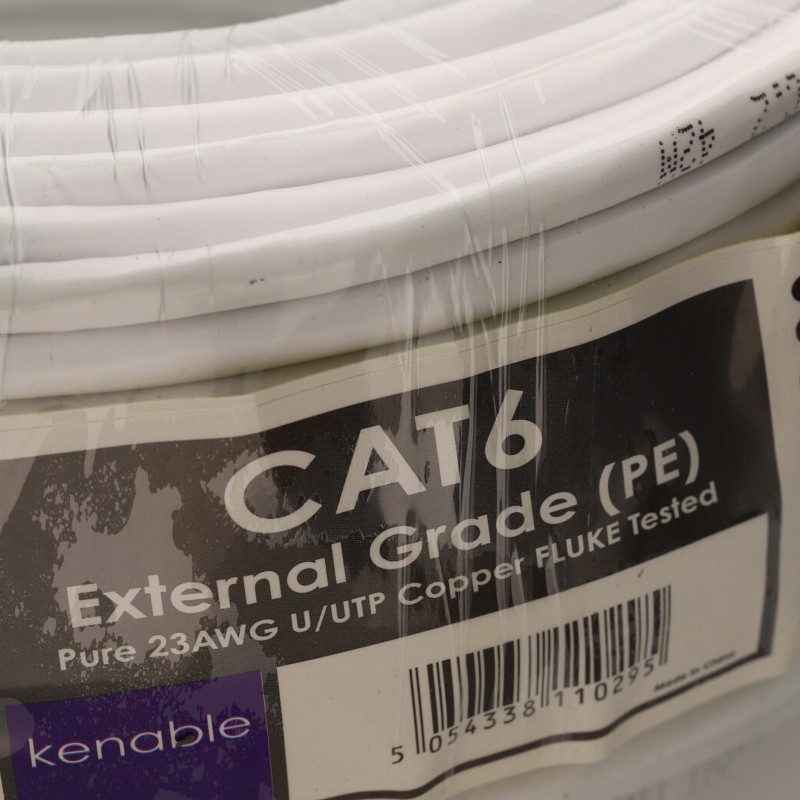 CAT6
External Grade (PE)
Pure 23AWG U/UTP Copper FLUKE Tested
5 054338 110295
Made in China
kenable